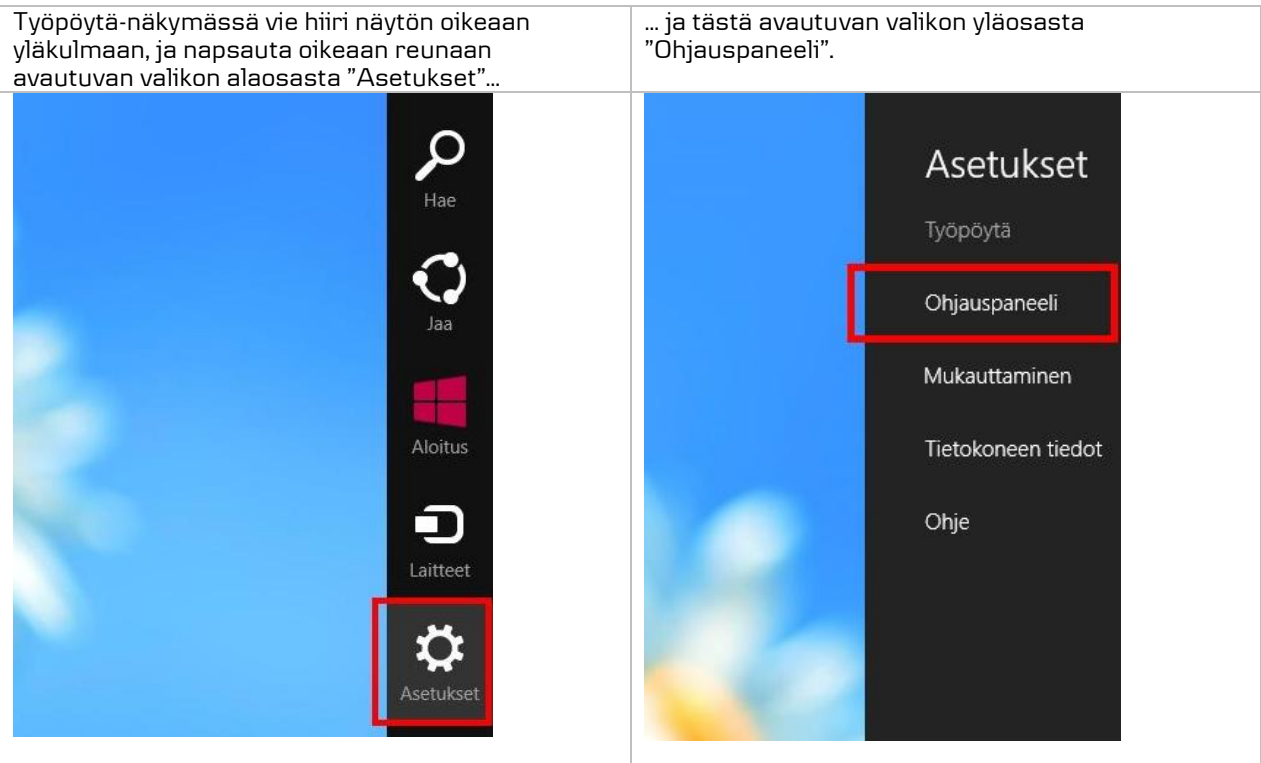 Työpöytä-näkymässä vie hiiri näytön oikeaan
yläkulmaan, ja napsauta oikeaan reunaan
avautuvan valikon alaosasta ”Asetukset”...
... ja tästä avautuvan valikon yläosasta
”Ohjauspaneeli”.
Hae
Jaa
Aloitus
Laitteet
Asetukset
Asetukset
Työpöytä
Ohjauspaneeli
Mukauttaminen
Tietokoneen tiedot
Ohje